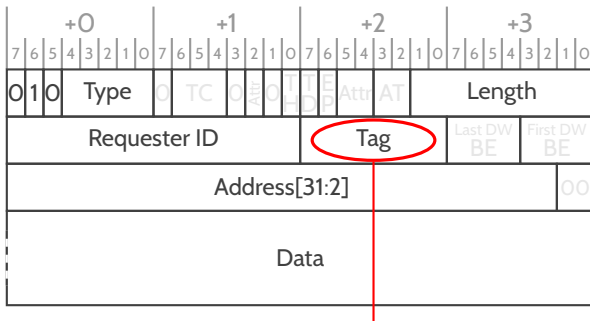 +0 +1 +2 +3
7 6 5 4 3 2 1 0 7 6 5 4 3 2 1 0 7 6 5 4 3 2 1 0 7 6 5 4 3 2 1 0
0 1 0 Type 0 TC 0 Attr 0 TH TD EP Attr AT Length
Requester ID Tag Last DW BE First DW BE
Address[31:2] 00
Data